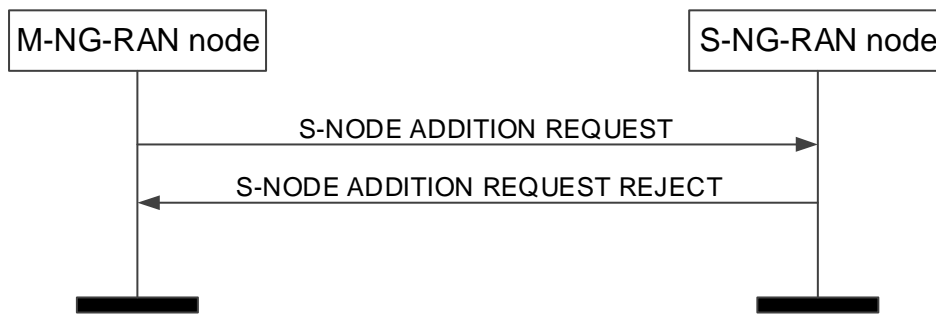 M-NG-RAN node
S-NG-RAN node
S-NODE ADDITION REQUEST
S-NODE ADDITION REQUEST REJECT